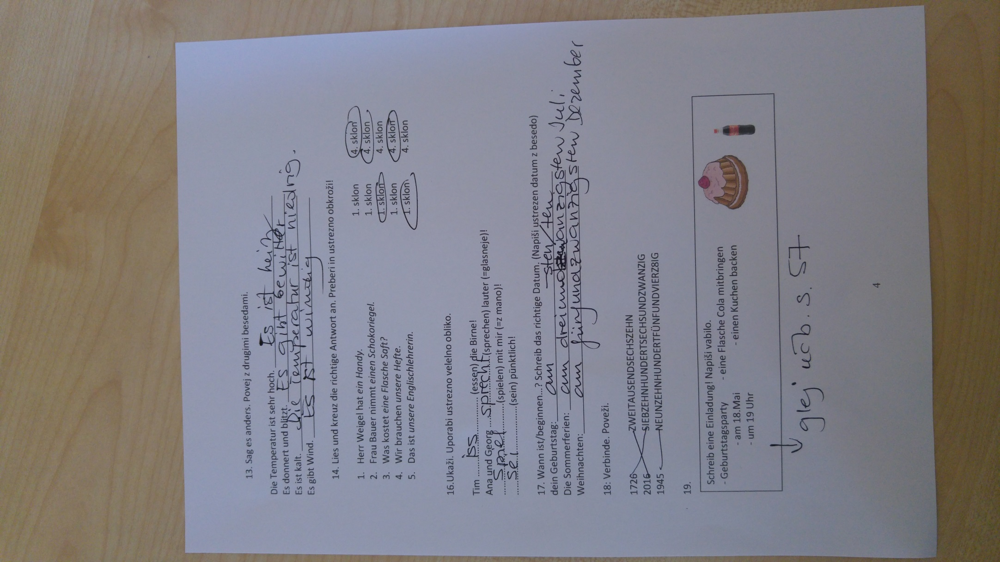 13. Sag es anders. Povej z drugimi besedami.
Die Temperatur ist sehr hoch. Es ist heiß
Es donnert und blitzt. Es gibt bewitter
Es ist kalt. Die Temperatur ist niedrig.
Es gibt Wind. Es ist windig
14. Lies und kreuz die richtige Antwort an. Preberi in ustrezno obkroži!
1. Herr Weigel hat ein Handy. 1. sklon 4. sklon
2. Frau Bauer nimmt einen Schokoriegel. 1. sklon 4. sklon
3. Was kostet eine Flasche Saft? 1. sklon 4. sklon
4. Wir brauchen unsere Hefte. 1. sklon 4. sklon
5. Das ist unsere Englischlehrerin. 1. sklon 4. sklon
16.Ukaži. Uporabi ustrezno velelno obliko.
Tim ......iss............ (essen) die Birne!
Ana und Georg .....sprecht..(sprechen) lauter (=glasneje)!
.....spiel..............(spielen) mit mir (=z mano)!
.....sei................(sein) pünktlich!
17. Wann ist/beginnen...? Schreib das richtige Datum. (Napiši ustrezen datum z besedo)
dein Geburtstag: am -sten/ten
Die Sommerferien: am dreiundzwanzigsten Juli
Weihnachten: am fünfundzwanzigsten Dezember
18: Verbinde. Poveži.
1726 ZWEITAUSENDSECHSZEHN
2016 SIEBZEHNHUNDERTSECHSUNDZWANZIG
1945 NEUNZEHNHUNDERTFÜNFUNDVIERZ8IG
19.
Schreib eine Einladung! Napiši vabilo.
- Geburtstagsparty - eine Flasche Cola mitbringen
- am 18.Mai - einen Kuchen backen
- um 19 Uhr
glej učb. s. 57
4